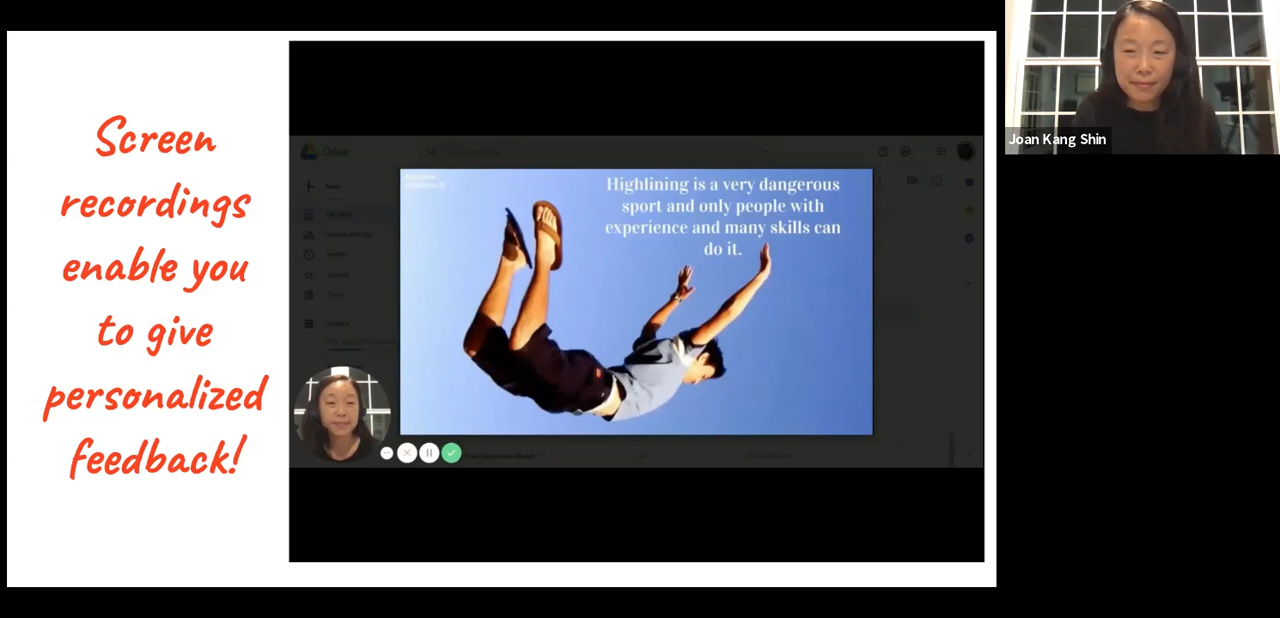 Screen
recordings
enable you
to give
personalized
feedback!
Drive
Highlining is a very dangerous
sport and only people with
experience and many skills can
do it.
Joan Kang Shin